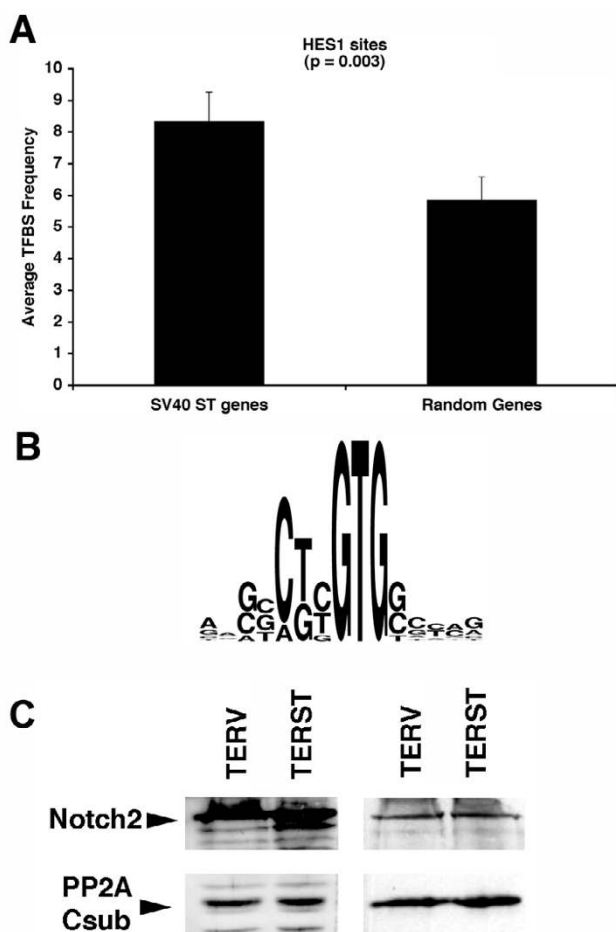 A
HES1 sites
(p = 0.003)
Average TFBS Frequency
10
9
8
7
6
5
4
3
2
1
0
SV40 ST genes
Random Genes
B
GTG
C
TERV
TERST
TERV
TERST
Notch2
PP2A
Csub